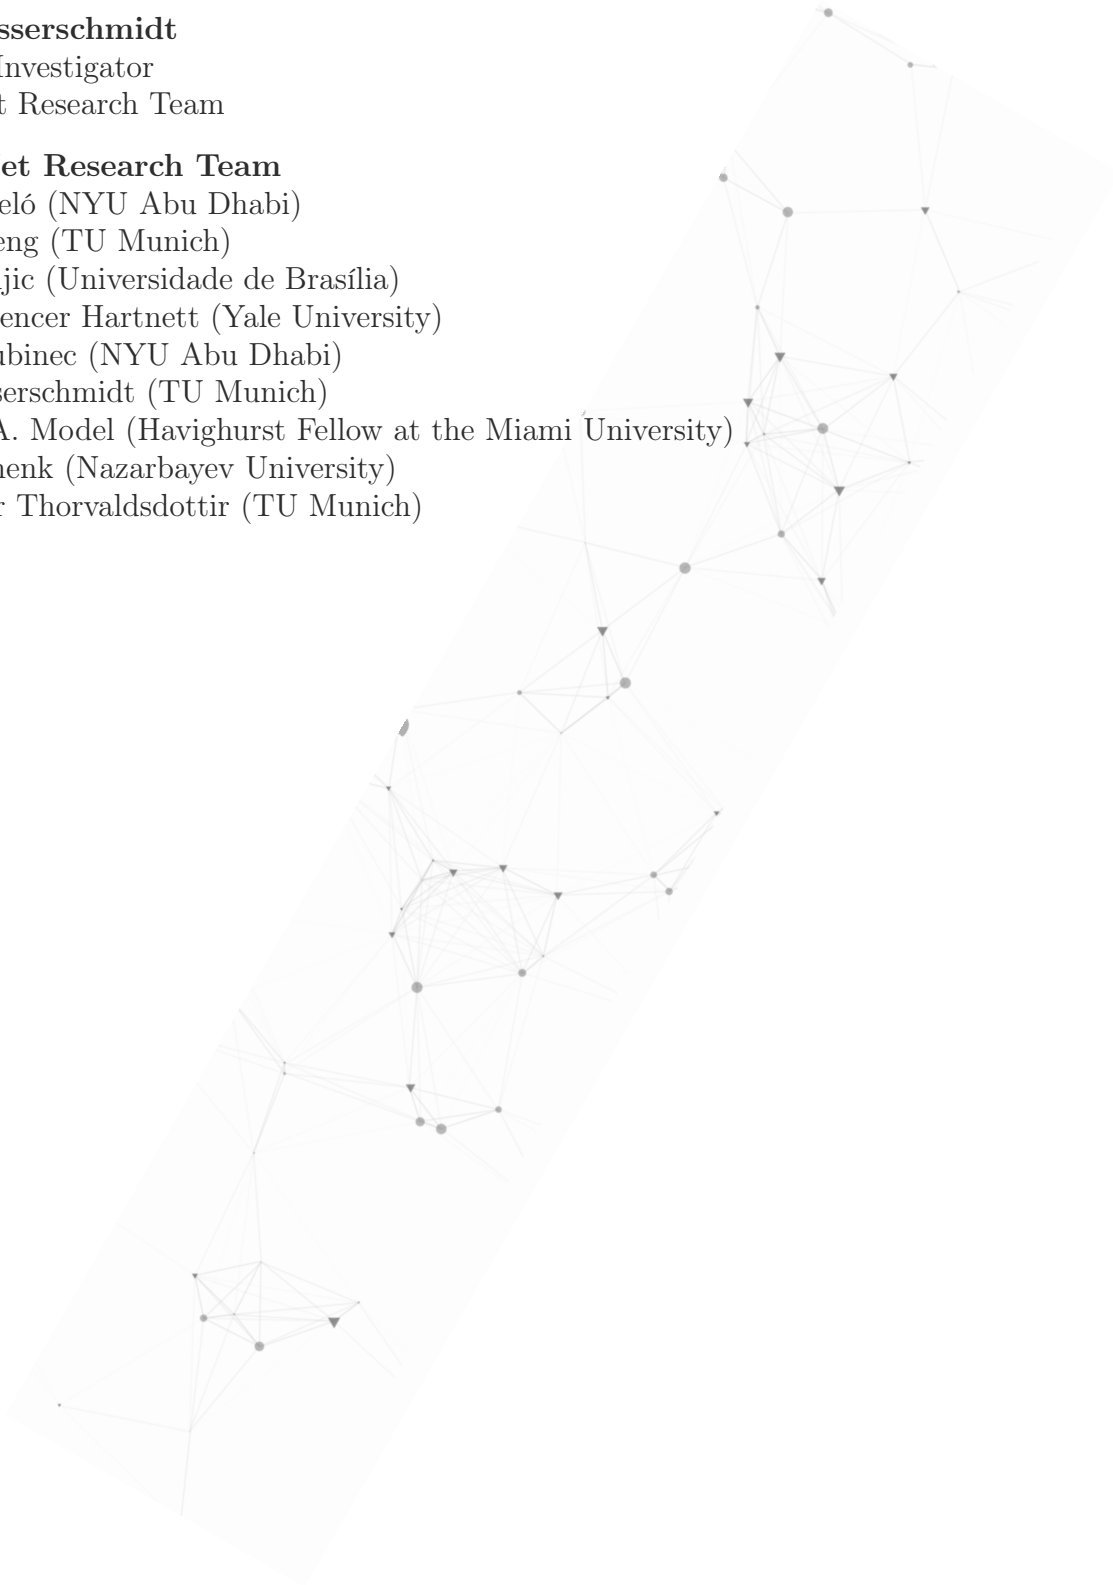 sserschmidt
Investigator
t Research Team
et Research Team
eló (NYU Abu Dhabi)
eng (TU Munich)
jic (Universidade de Brasília)
encer Hartnett (Yale University)
ubinec (NYU Abu Dhabi)
serschmidt (TU Munich)
A. Model (Havighurst Fellow at the Miami University)
nenk (Nazarbayev University)
r Thorvaldsdottir (TU Munich)